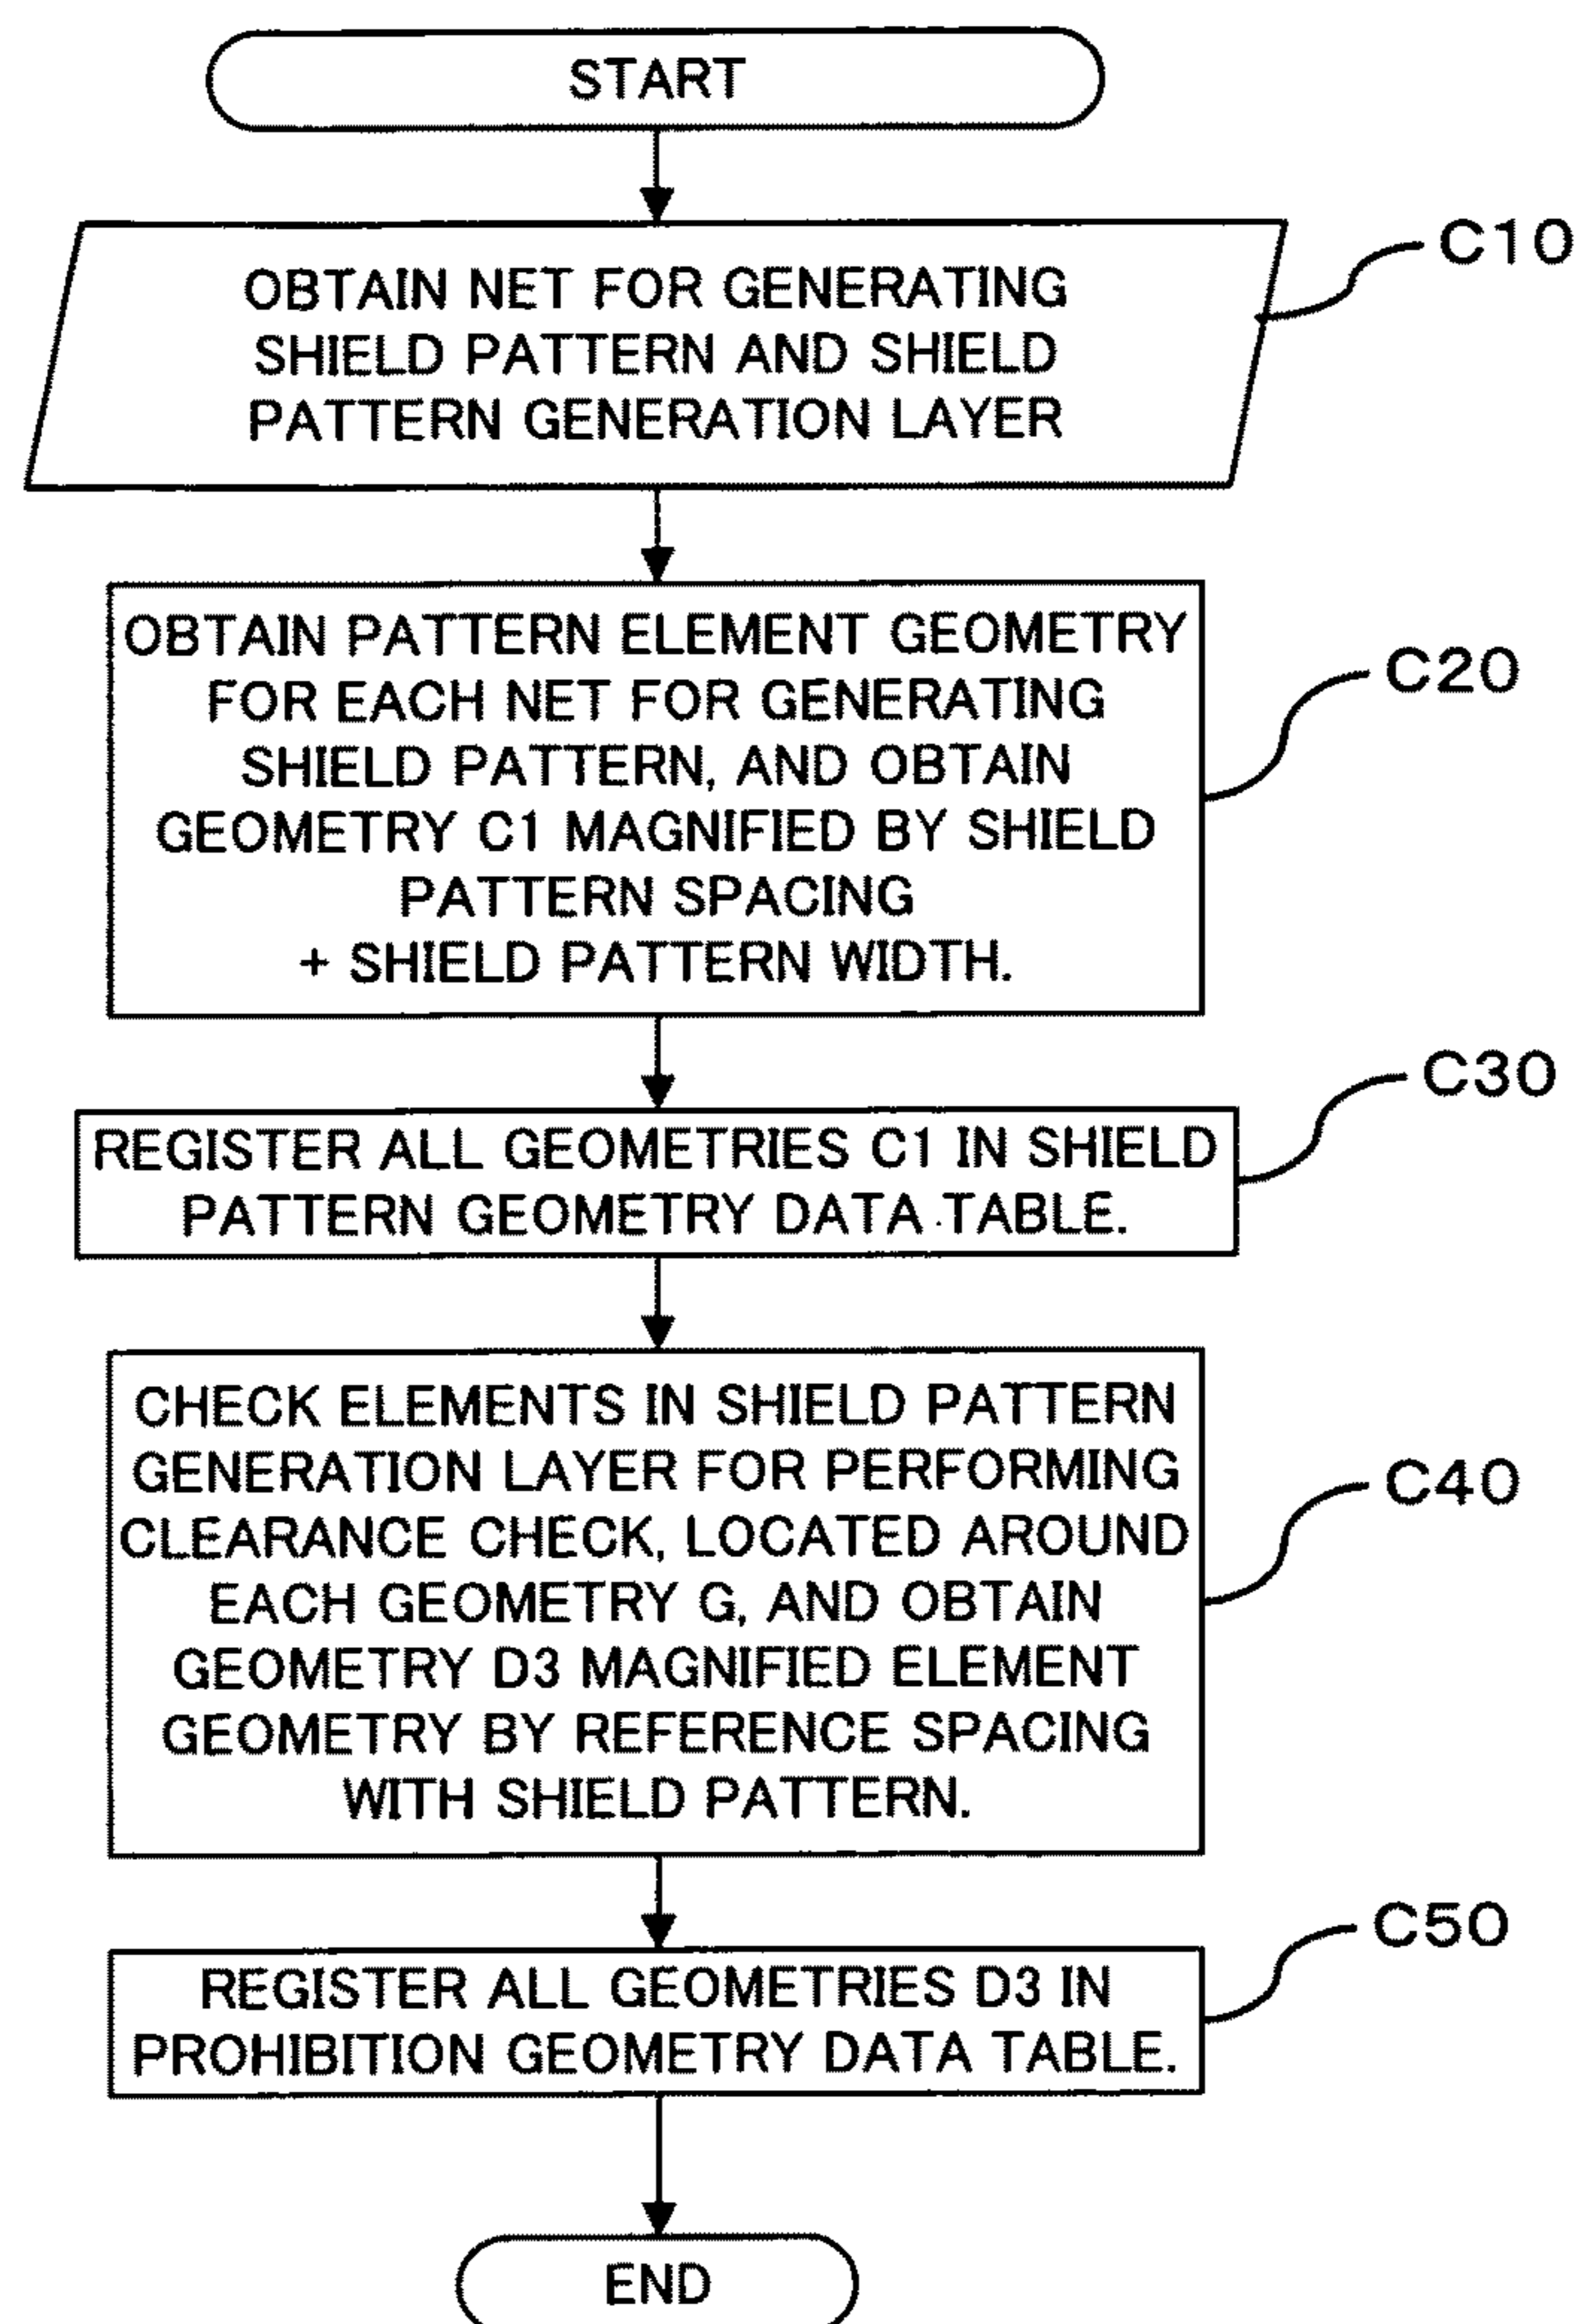 START
C10
OBTAIN NET FOR GENERATING
SHIELD PATTERN AND SHIELD
PATTERN GENERATION LAYER
C20
OBTAIN PATTERN ELEMENT GEOMETRY
FOR EACH NET FOR GENERATING
SHIELD PATTERN, AND OBTAIN
GEOMETRY C1 MAGNIFIED BY SHIELD
PATTERN SPACING
+ SHIELD PATTERN WIDTH.
C30
REGISTER ALL GEOMETRIES C1 IN SHIELD
PATTERN GEOMETRY DATA TABLE.
C40
CHECK ELEMENTS IN SHIELD PATTERN
GENERATION LAYER FOR PERFORMING
CLEARANCE CHECK, LOCATED AROUND
EACH GEOMETRY G, AND OBTAIN
GEOMETRY D3 MAGNIFIED ELEMENT
GEOMETRY BY REFERENCE SPACING
WITH SHIELD PATTERN.
C50
REGISTER ALL GEOMETRIES D3 IN
PROHIBITION GEOMETRY DATA TABLE.
END